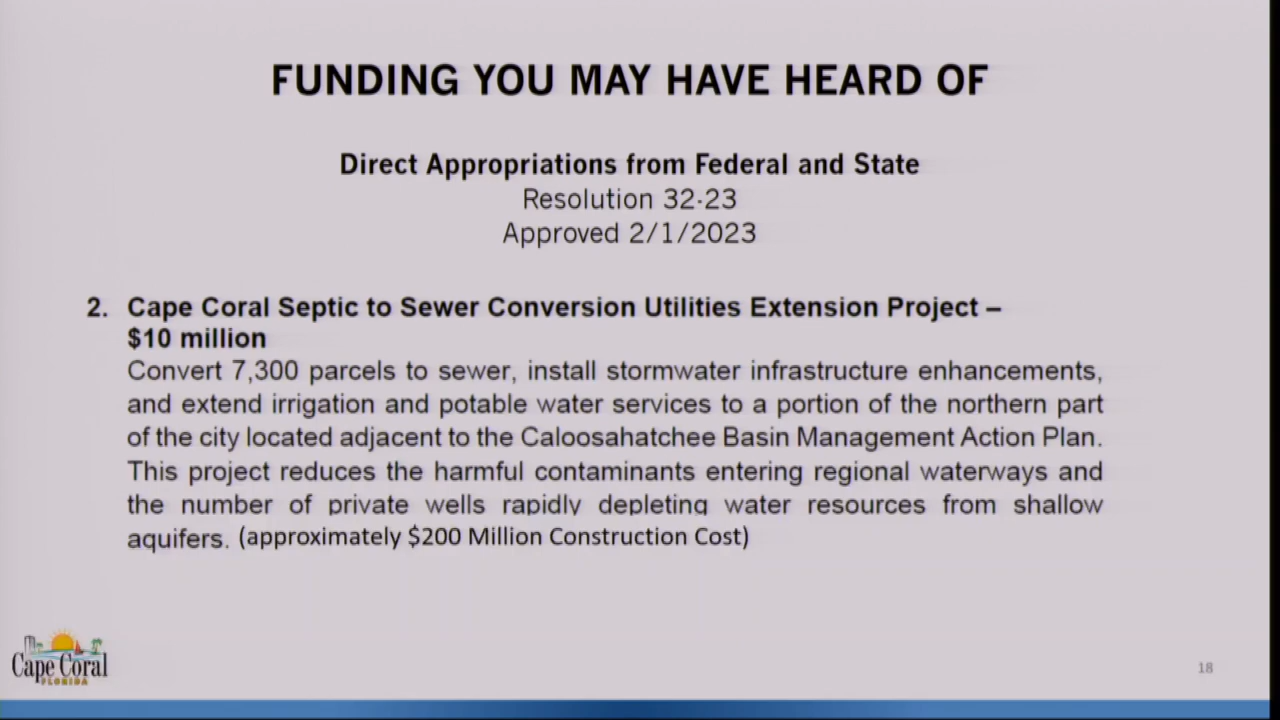 FUNDING YOU MAY HAVE HEARD OF
Direct Appropriations from Federal and State
Resolution 32-23
Approved 2/1/2023
2. Cape Coral Septic to Sewer Conversion Utilities Extension Project –
$10 million
Convert 7,300 parcels to sewer, install stormwater infrastructure enhancements,
and extend irrigation and potable water services to a portion of the northern part
of the city located adjacent to the Caloosahatchee Basin Management Action Plan.
This project reduces the harmful contaminants entering regional waterways and
the number of private wells rapidly depleting water resources from shallow
aquifers. (approximately $200 Million Construction Cost)
Cape Coral
FLORIDA
18